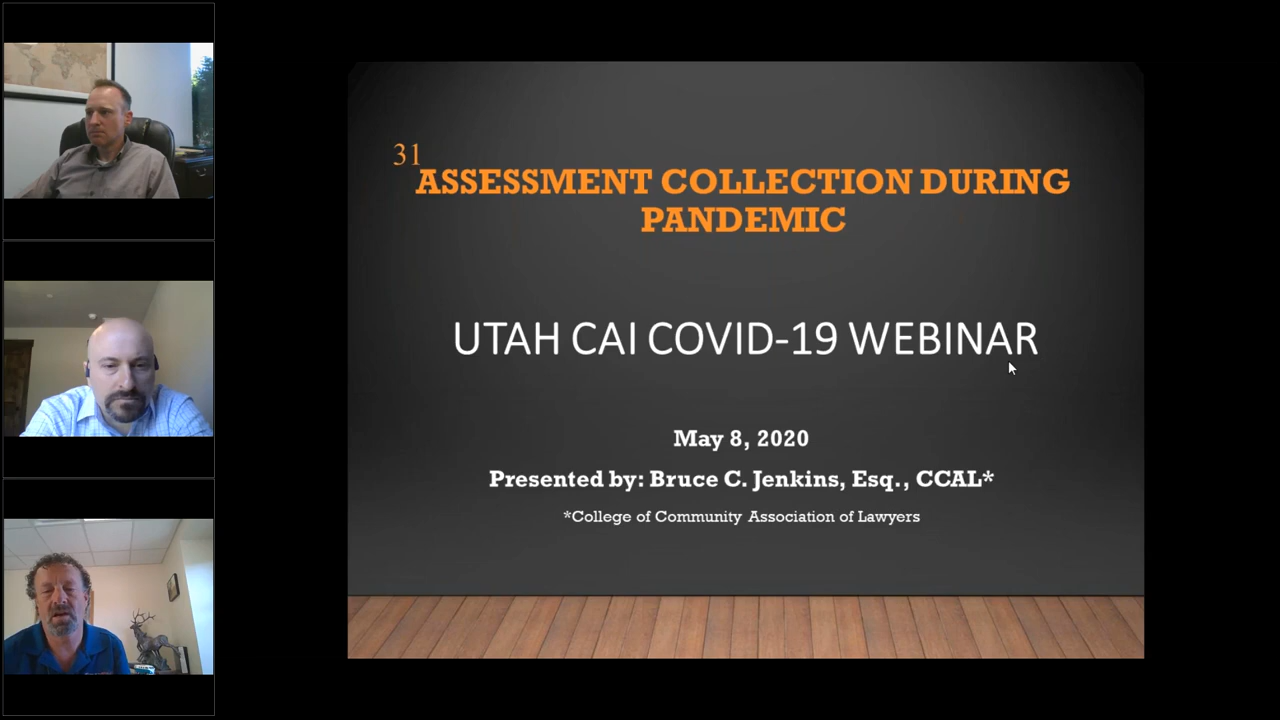 31
ASSESSMENT COLLECTION DURING
PANDEMIC
UTAH CAI COVID-19 WEBINAR
May 8, 2020
Presented by: Bruce C. Jenkins, Esq., CCAL*
*College of Community Association of Lawyers